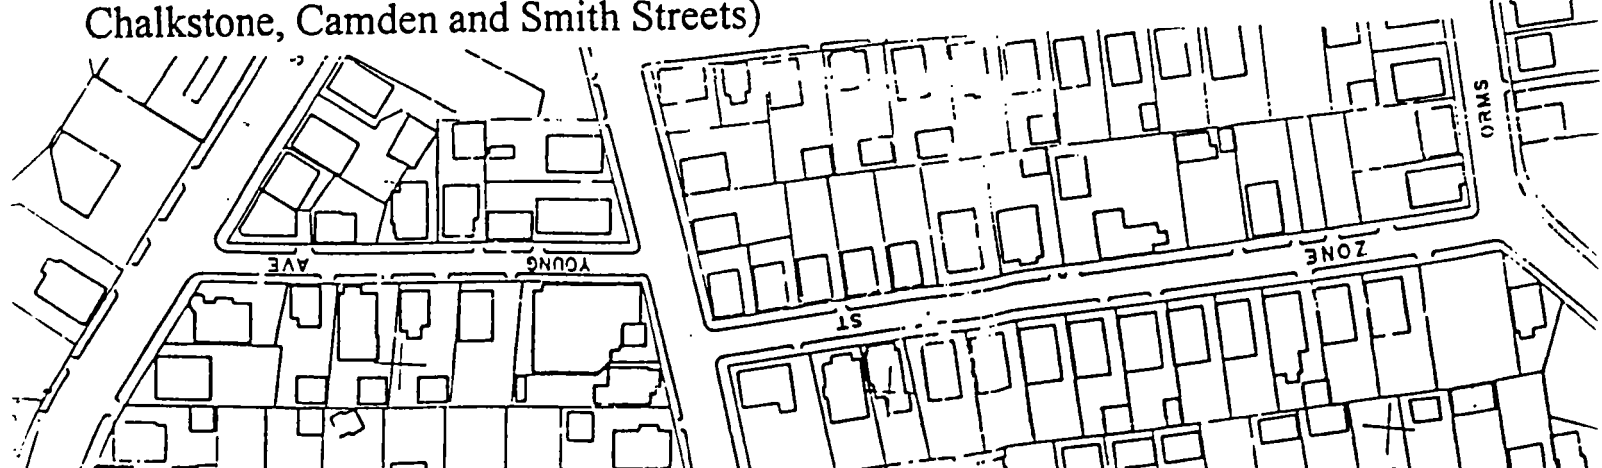 Chalkstone, Camden and Smith Streets)
ORMS
ZONE
YOUNG AVE
ST